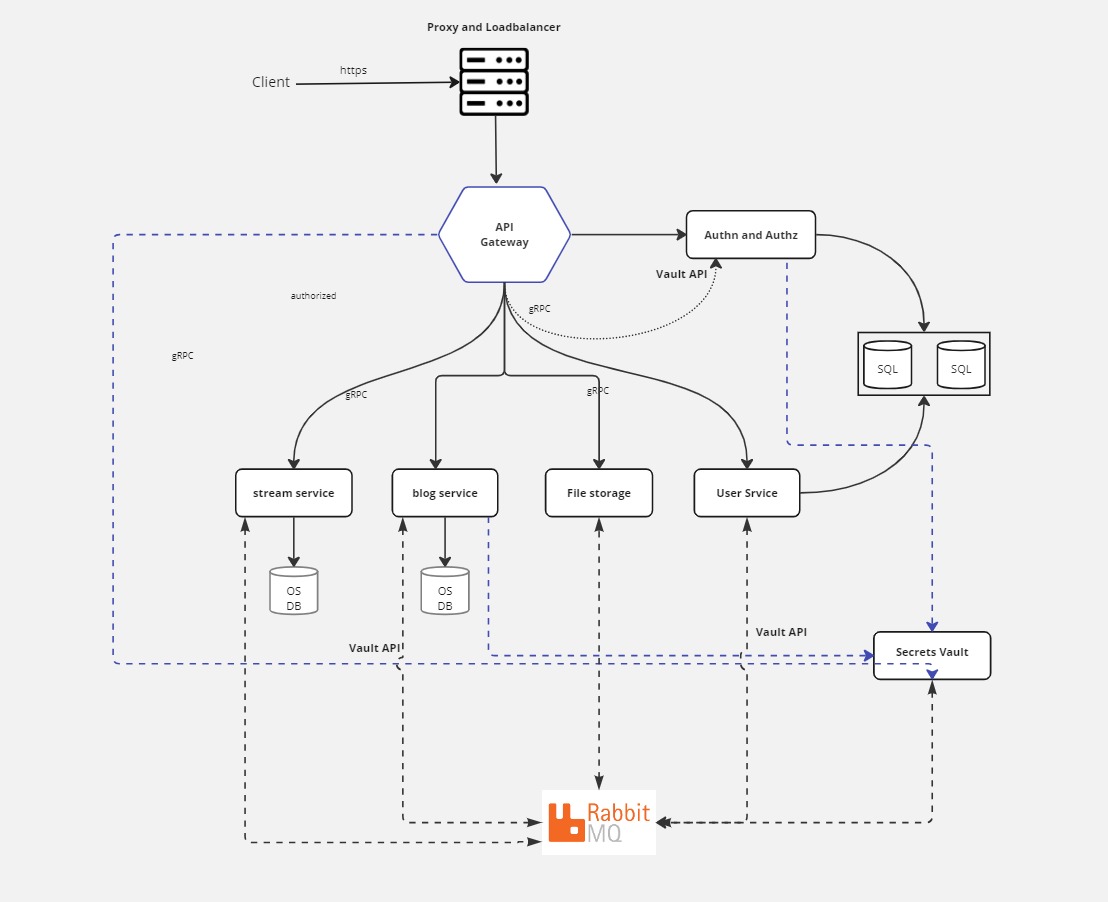 Proxy and Loadbalancer
https
Client
API
Gateway
Authn and Authz
Vault API
authorized
gRPC
gRPC
SQL
SQL
gRPC
gRPC
stream service
blog service
File storage
User Srvice
OS
DB
OS
DB
Vault API
Vault API
Secrets Vault
Rabbit
MQ